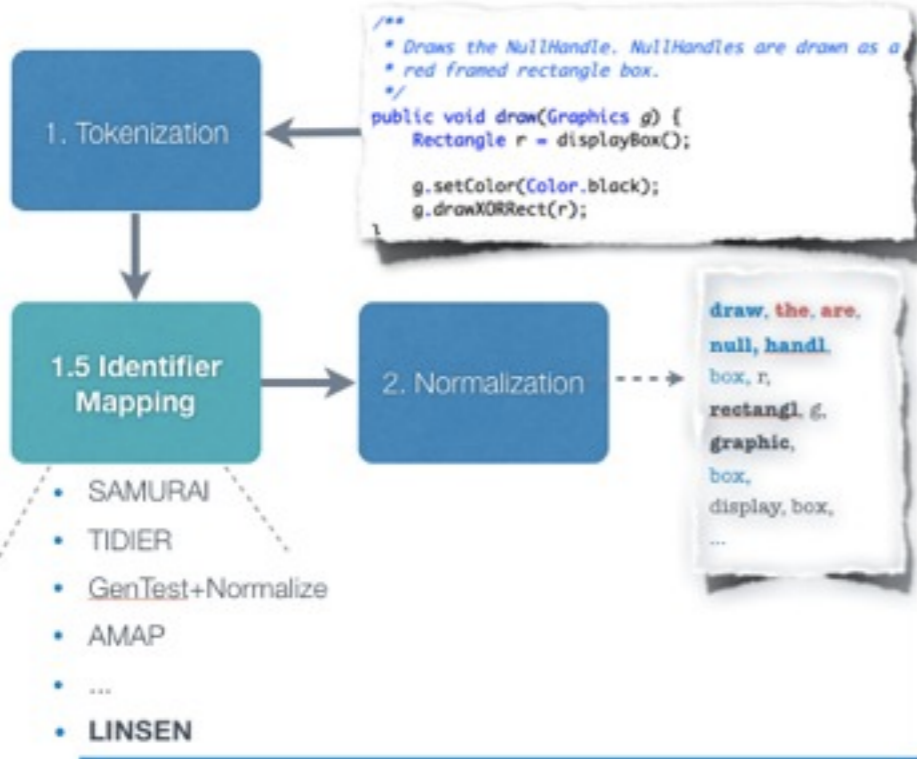 /**
* Draws the NullHandle. NullHandles are drawn as a
* red framed rectangle box.
*/
public void draw(Graphics g) {
Rectangle r = displayBox();
g.setColor(Color.black);
g.drawXORRect(r);
}
1. Tokenization
1.5 Identifier
Mapping
2. Normalization
draw, the, are,
null, handl,
box, r,
rectangl, g,
graphic,
box,
display, box,
...
• SAMURAI
• TIDIER
• GenTest+Normalize
• AMAP
• ...
• LINSEN